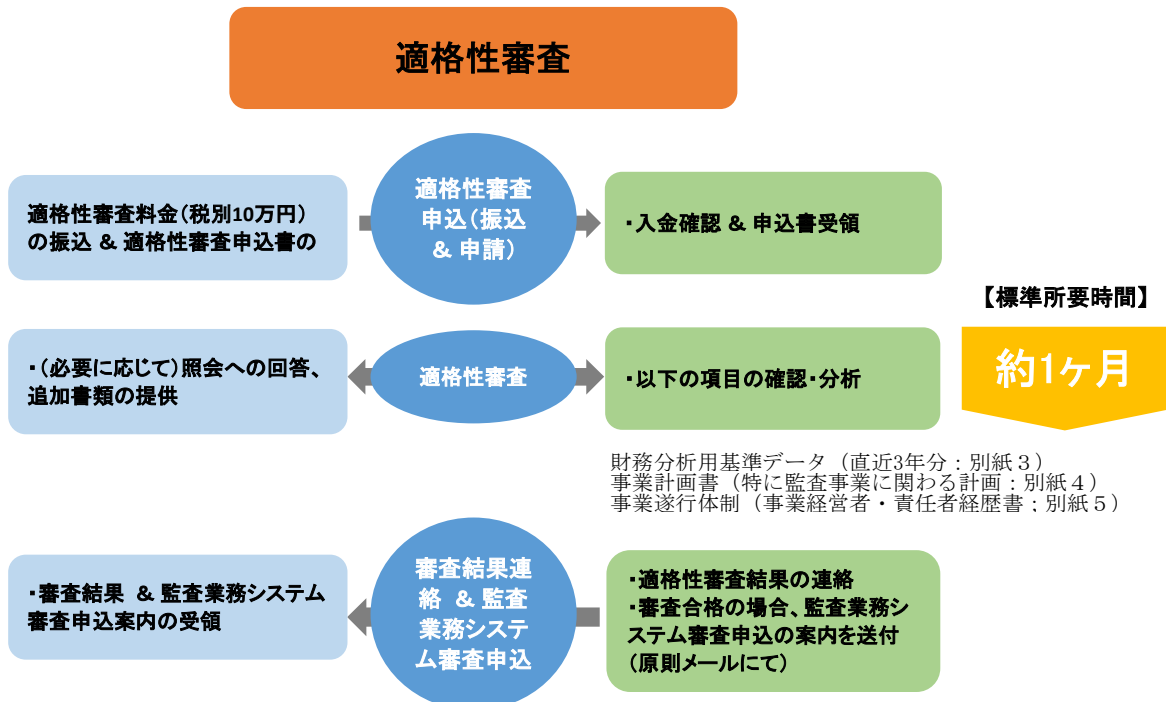 適格性審査
適格性審査料金（税別10万円）
の振込 ＆ 適格性審査申込書の
適格性審査
申込（振込
＆ 申請）
・入金確認 ＆ 申込書受領
【標準所要時間】
約1ヶ月
・（必要に応じて）照会への回答、
追加書類の提供
適格性審査
・以下の項目の確認・分析
財務分析用基準データ（直近3年分：別紙３）
事業計画書（特に監査事業に関わる計画：別紙４）
事業遂行体制（事業経営者・責任者経歴書；別紙５）
・審査結果 ＆ 監査業務システム
審査申込案内の受領
審査結果連
絡 ＆ 監査
業務システ
ム審査申込
・適格性審査結果の連絡
・審査合格の場合、監査業務シ
ステム審査申込の案内を送付
（原則メールにて）